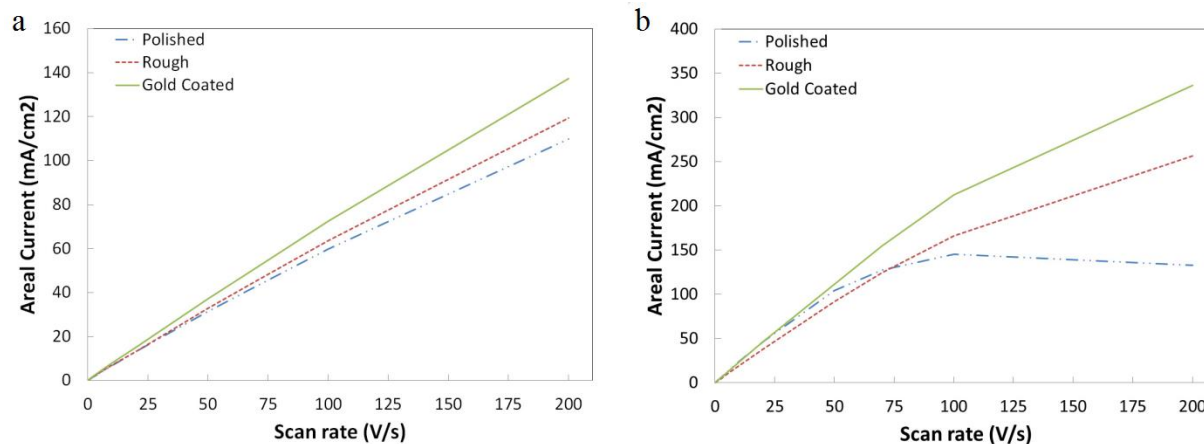 a
160
140
120
100
80
60
40
20
0
Areal Current (mA/cm2)
Polished
Rough
Gold Coated
0 25 50 75 100 125 150 175 200
Scan rate (V/s)
b
400
350
300
250
200
150
100
50
0
Areal Current (mA/cm2)
Polished
Rough
Gold Coated
0 25 50 75 100 125 150 175 200
Scan rate (V/s)